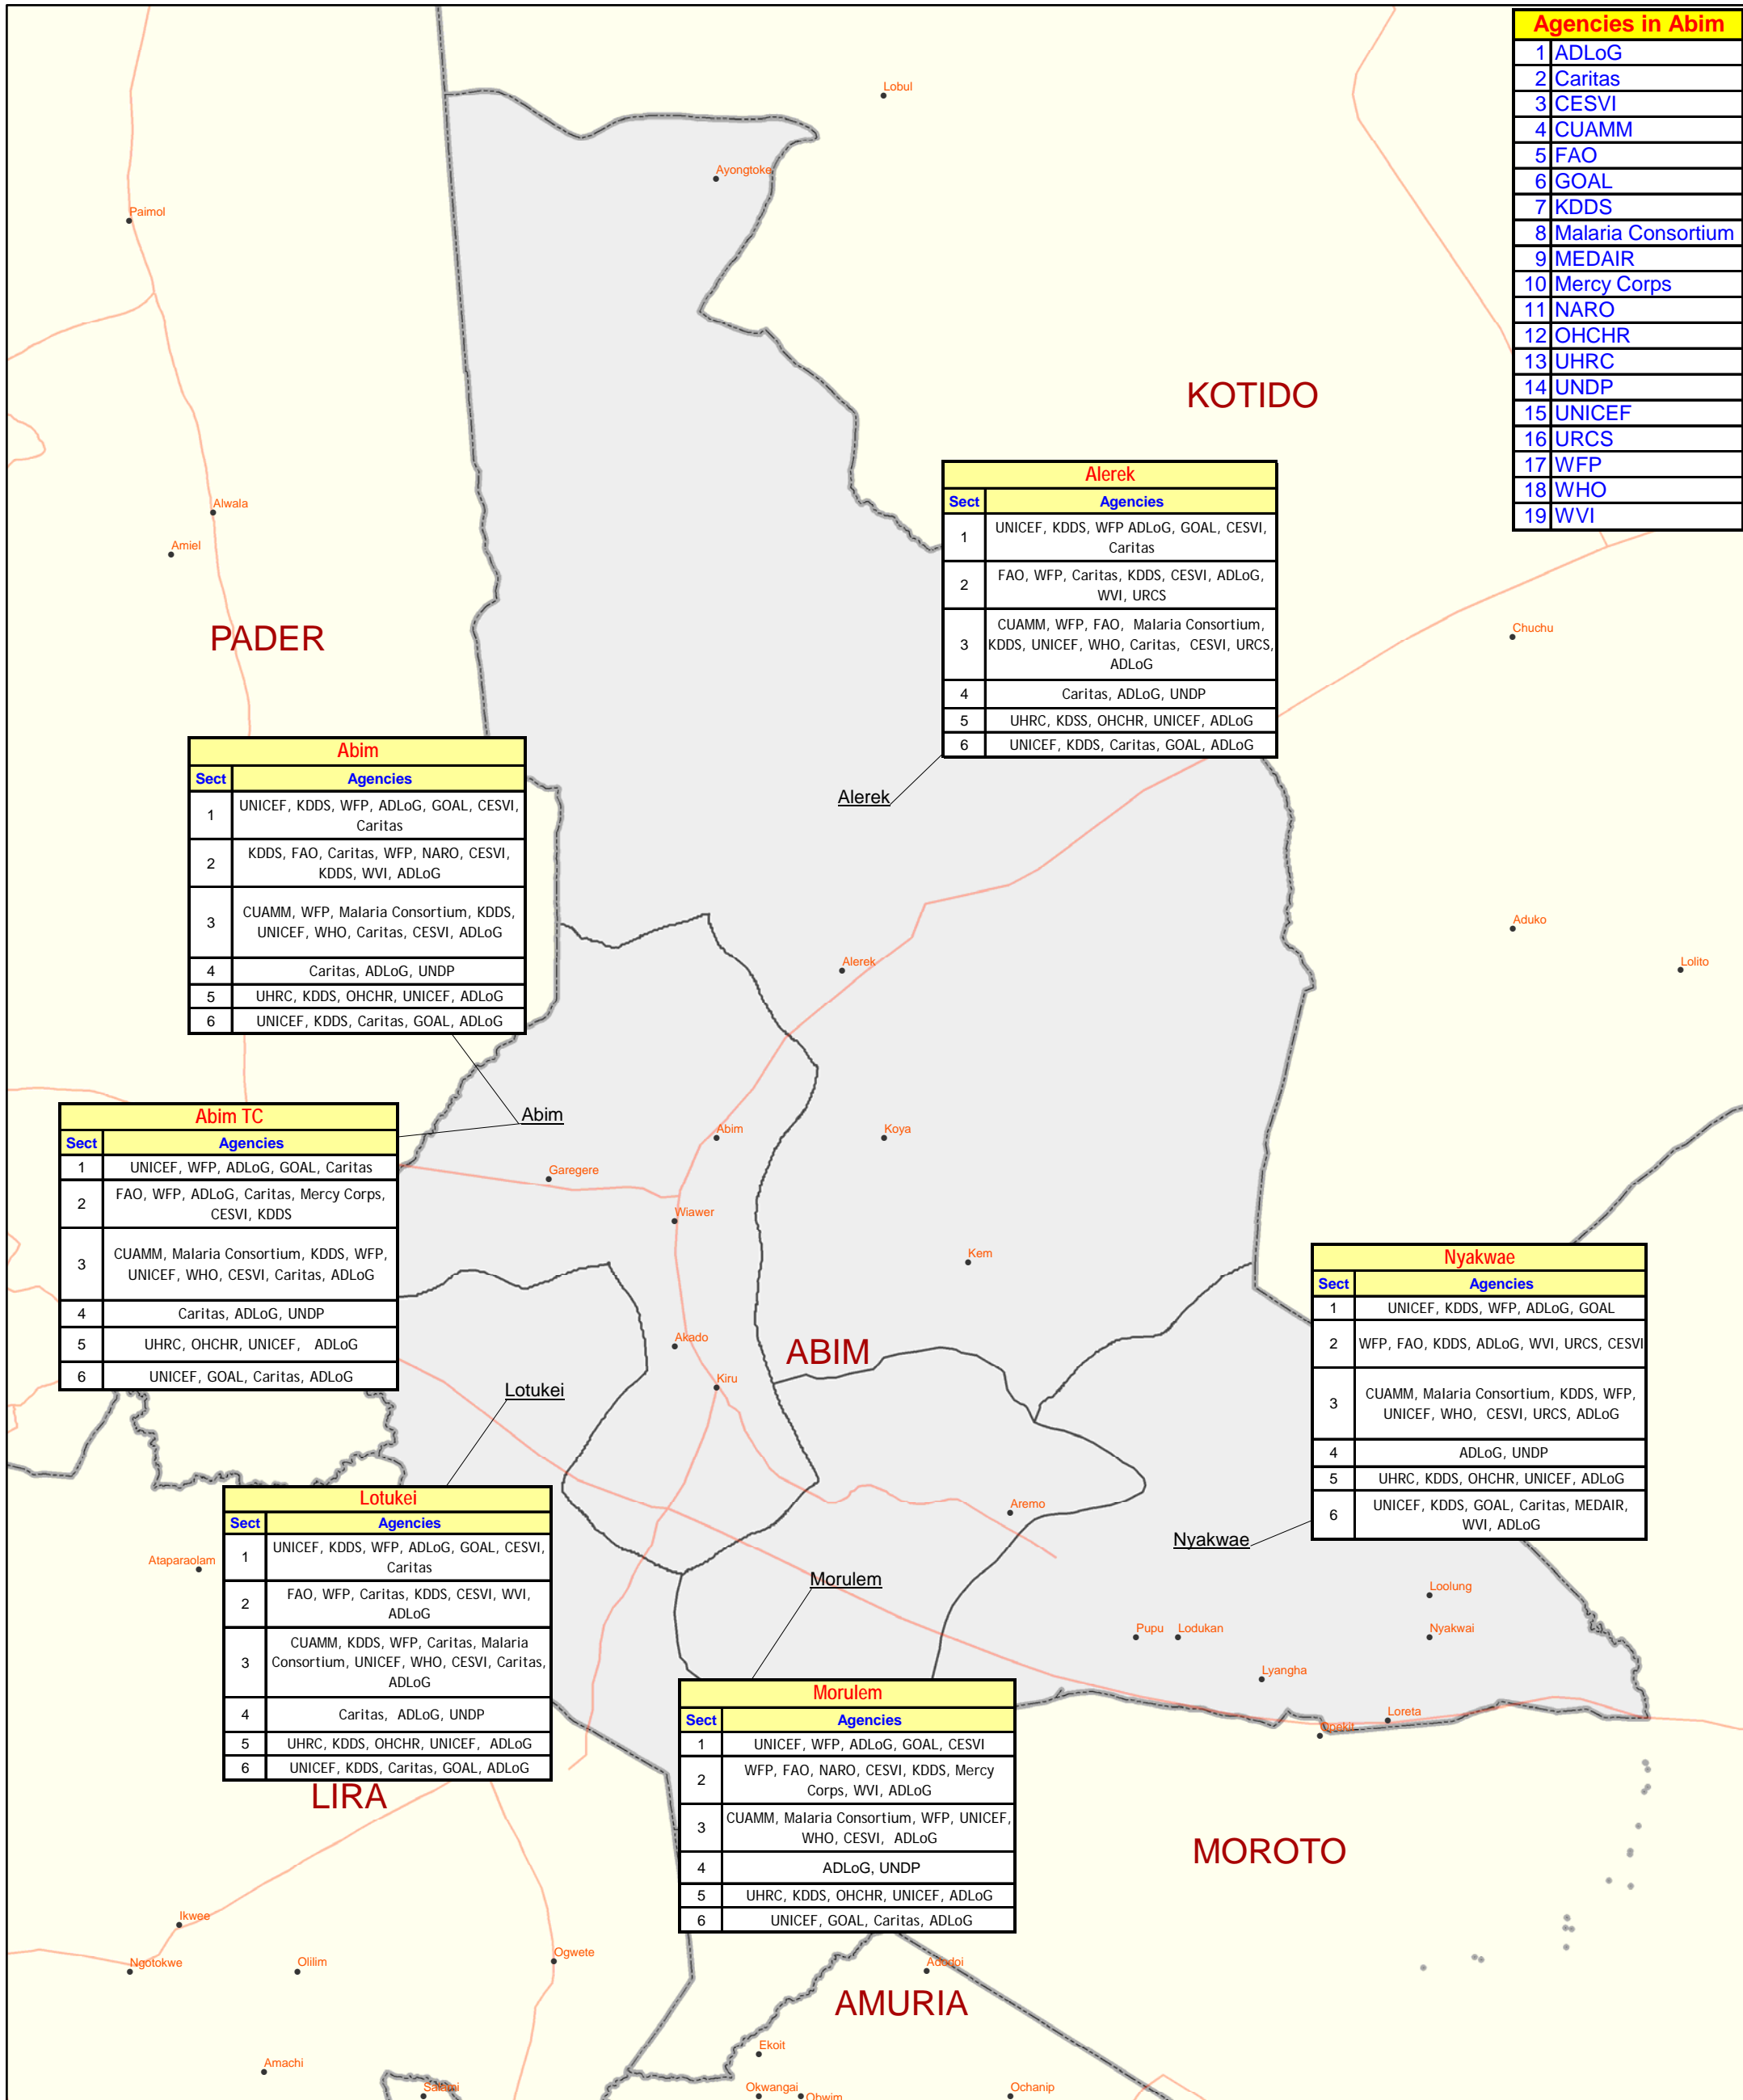 Agencies in Abim
1 ADLoG
2 Caritas
3 CESVI
4 CUAMM
5 FAO
6 GOAL
7 KDDS
8 Malaria Consortium
9 MEDAIR
10 Mercy Corps
11 NARO
12 OHCHR
13 UHRC
14 UNDP
15 UNICEF
16 URCS
17 WFP
18 WHO
19 WVI
Lobul
Ayongtoke
Paimol
KOTIDO
Alwala
Amiel
PADER
Chuchu
Alerek
Sect Agencies
1 UNICEF, KDDS, WFP ADLoG, GOAL, CESVI,
Caritas
2 FAO, WFP, Caritas, KDDS, CESVI, ADLoG,
WVI, URCS
3 CUAMM, WFP, FAO, Malaria Consortium,
KDDS, UNICEF, WHO, Caritas, CESVI, URCS,
ADLoG
4 Caritas, ADLoG, UNDP
5 UHRC, KDSS, OHCHR, UNICEF, ADLoG
6 UNICEF, KDDS, Caritas, GOAL, ADLoG
Alerek
Abim
Sect Agencies
1 UNICEF, KDDS, WFP, ADLoG, GOAL, CESVI,
Caritas
2 KDDS, FAO, Caritas, WFP, NARO, CESVI,
KDDS, WVI, ADLoG
3 CUAMM, WFP, Malaria Consortium, KDDS,
UNICEF, WHO, Caritas, CESVI, ADLoG
4 Caritas, ADLoG, UNDP
5 UHRC, KDDS, OHCHR, UNICEF, ADLoG
6 UNICEF, KDDS, Caritas, GOAL, ADLoG
Aduko
Alerek
Lolito
Abim
Abim TC
Sect Agencies
1 UNICEF, WFP, ADLoG, GOAL, Caritas
2 FAO, WFP, ADLoG, Caritas, Mercy Corps,
CESVI, KDDS
3 CUAMM, Malaria Consortium, KDDS, WFP,
UNICEF, WHO, CESVI, Caritas, ADLoG
4 Caritas, ADLoG, UNDP
5 UHRC, OHCHR, UNICEF, ADLoG
6 UNICEF, GOAL, Caritas, ADLoG
Abim
Koya
Garegere
Wiawer
Kem
Akado
ABIM
Kiru
Lotukei
Nyakwae
Sect Agencies
1 UNICEF, KDDS, WFP, ADLoG, GOAL
2 WFP, FAO, KDDS, ADLoG, WVI, URCS, CESVI
3 CUAMM, Malaria Consortium, KDDS, WFP,
UNICEF, WHO, CESVI, URCS, ADLoG
4 ADLoG, UNDP
5 UHRC, KDDS, OHCHR, UNICEF, ADLoG
6 UNICEF, KDDS, GOAL, Caritas, MEDAIR,
WVI, ADLoG
Aremo
Nyakwae
Ataparaolam
Lotukei
Sect Agencies
1 UNICEF, KDDS, WFP, ADLoG, GOAL, CESVI,
Caritas
2 FAO, WFP, Caritas, KDDS, CESVI, WVI,
ADLoG
3 CUAMM, KDDS, WFP, Caritas, Malaria
Consortium, UNICEF, WHO, CESVI, Caritas,
ADLoG
4 Caritas, ADLoG, UNDP
5 UHRC, KDDS, OHCHR, UNICEF, ADLoG
6 UNICEF, KDDS, Caritas, GOAL, ADLoG
Morulem
Loolung
Pupu
Lodukan
Nyakwai
Lyangha
Loreta
Opekit
LIRA
Morulem
Sect Agencies
1 UNICEF, WFP, ADLoG, GOAL, CESVI
2 WFP, FAO, NARO, CESVI, KDDS, Mercy
Corps, WVI, ADLoG
3 CUAMM, Malaria Consortium, WFP, UNICEF,
WHO, CESVI, ADLoG
4 ADLoG, UNDP
5 UHRC, KDDS, OHCHR, UNICEF, ADLoG
6 UNICEF, GOAL, Caritas, ADLoG
MOROTO
Ikwee
Ngotokwe
Olilim
Ogwete
AMURIA
Ekoit
Amachi
Okwangai
Obwim
Ochanip